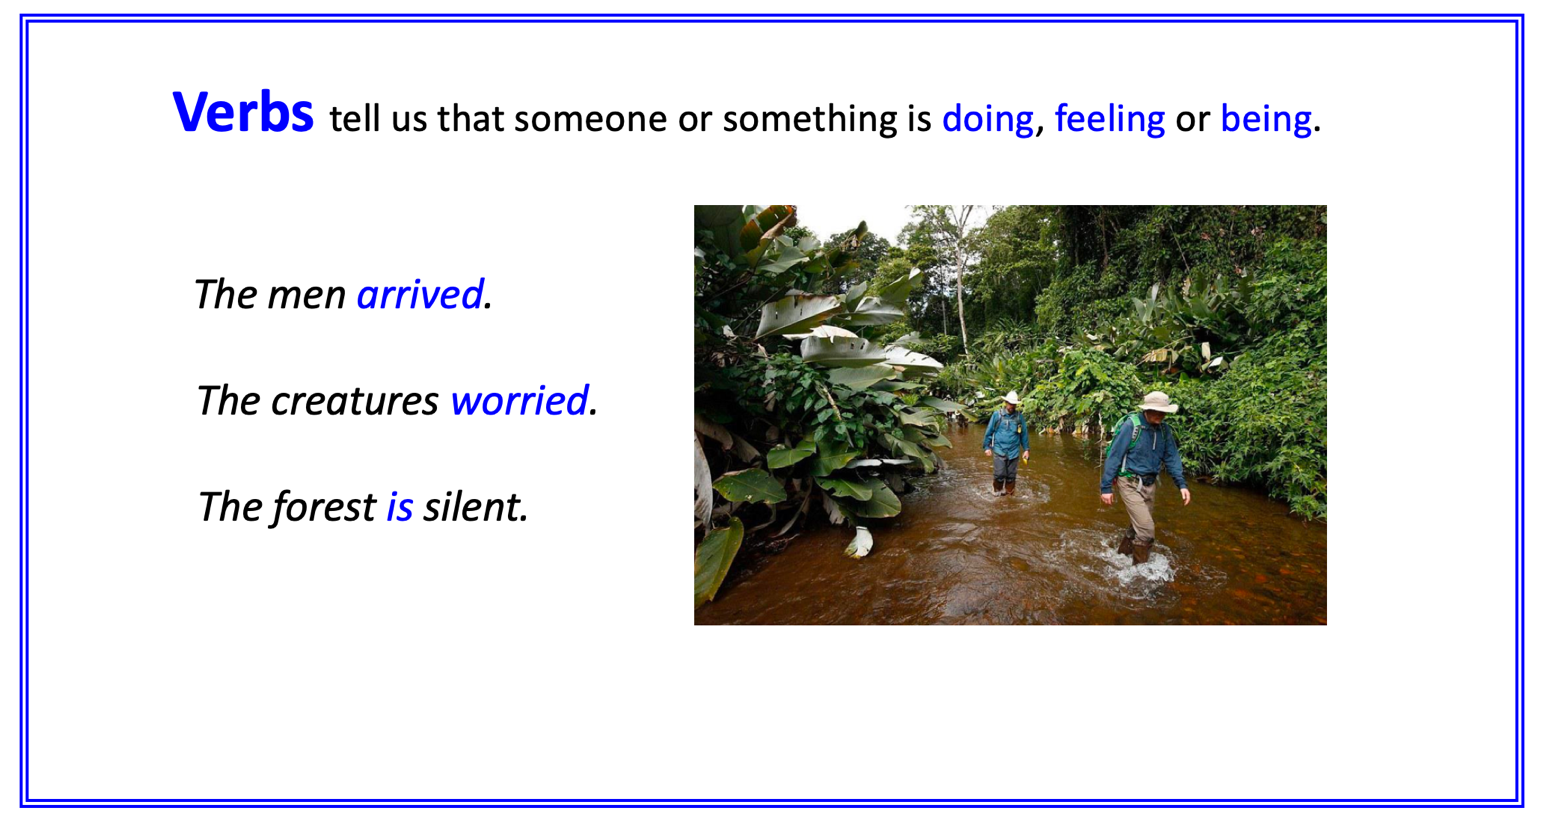 Verbs tell us that someone or something is doing, feeling or being.
The men arrived.
The creatures worried.
The forest is silent.